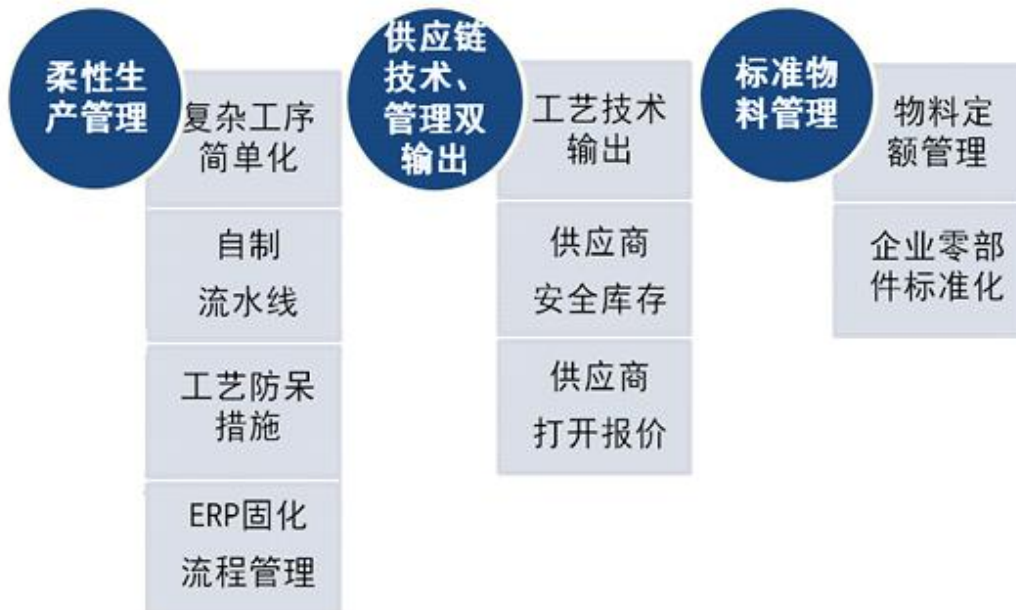 柔性生
产管理
复杂工序
简单化
自制
流水线
工艺防呆
措施
ERP固化
流程管理
供应链
技术、
管理双
输出
工艺技术
输出
供应商
安全库存
供应商
打开报价
标准物
料管理
物料定
额管理
企业零部
件标准化